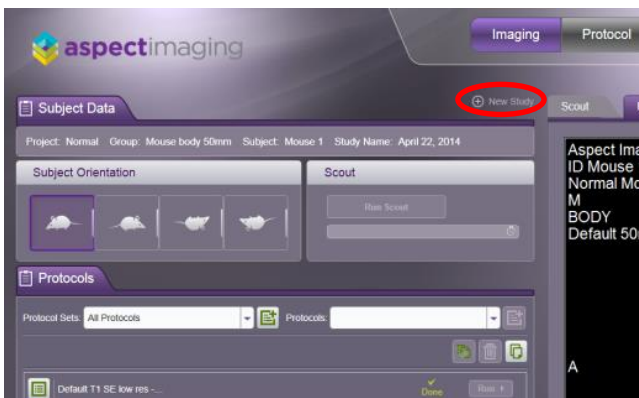 aspectimaging
Imaging Protocol
Subject Data
New Study
Scout
Project: Normal Group: Mouse body 50mm Subject: Mouse 1 Study Name: April 22, 2014
Subject Orientation
Scout
Run Scout
Aspect Ima
ID Mouse
Normal Mo
M
BODY
Default 50
Protocols
Protocol Sets: All Protocols Protocols:
A
Default T1 SE low res -...
Done
Run